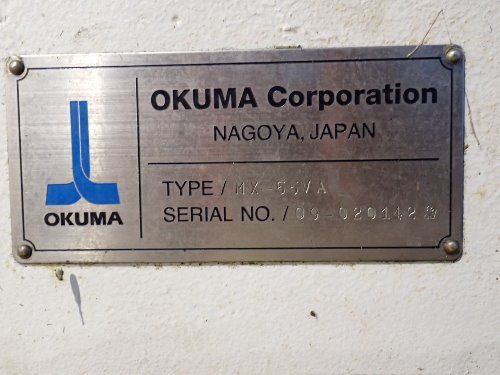 OKUMA Corporation
NAGOYA, JAPAN
TYPE / MX-55VA
SERIAL NO. /
OKUMA